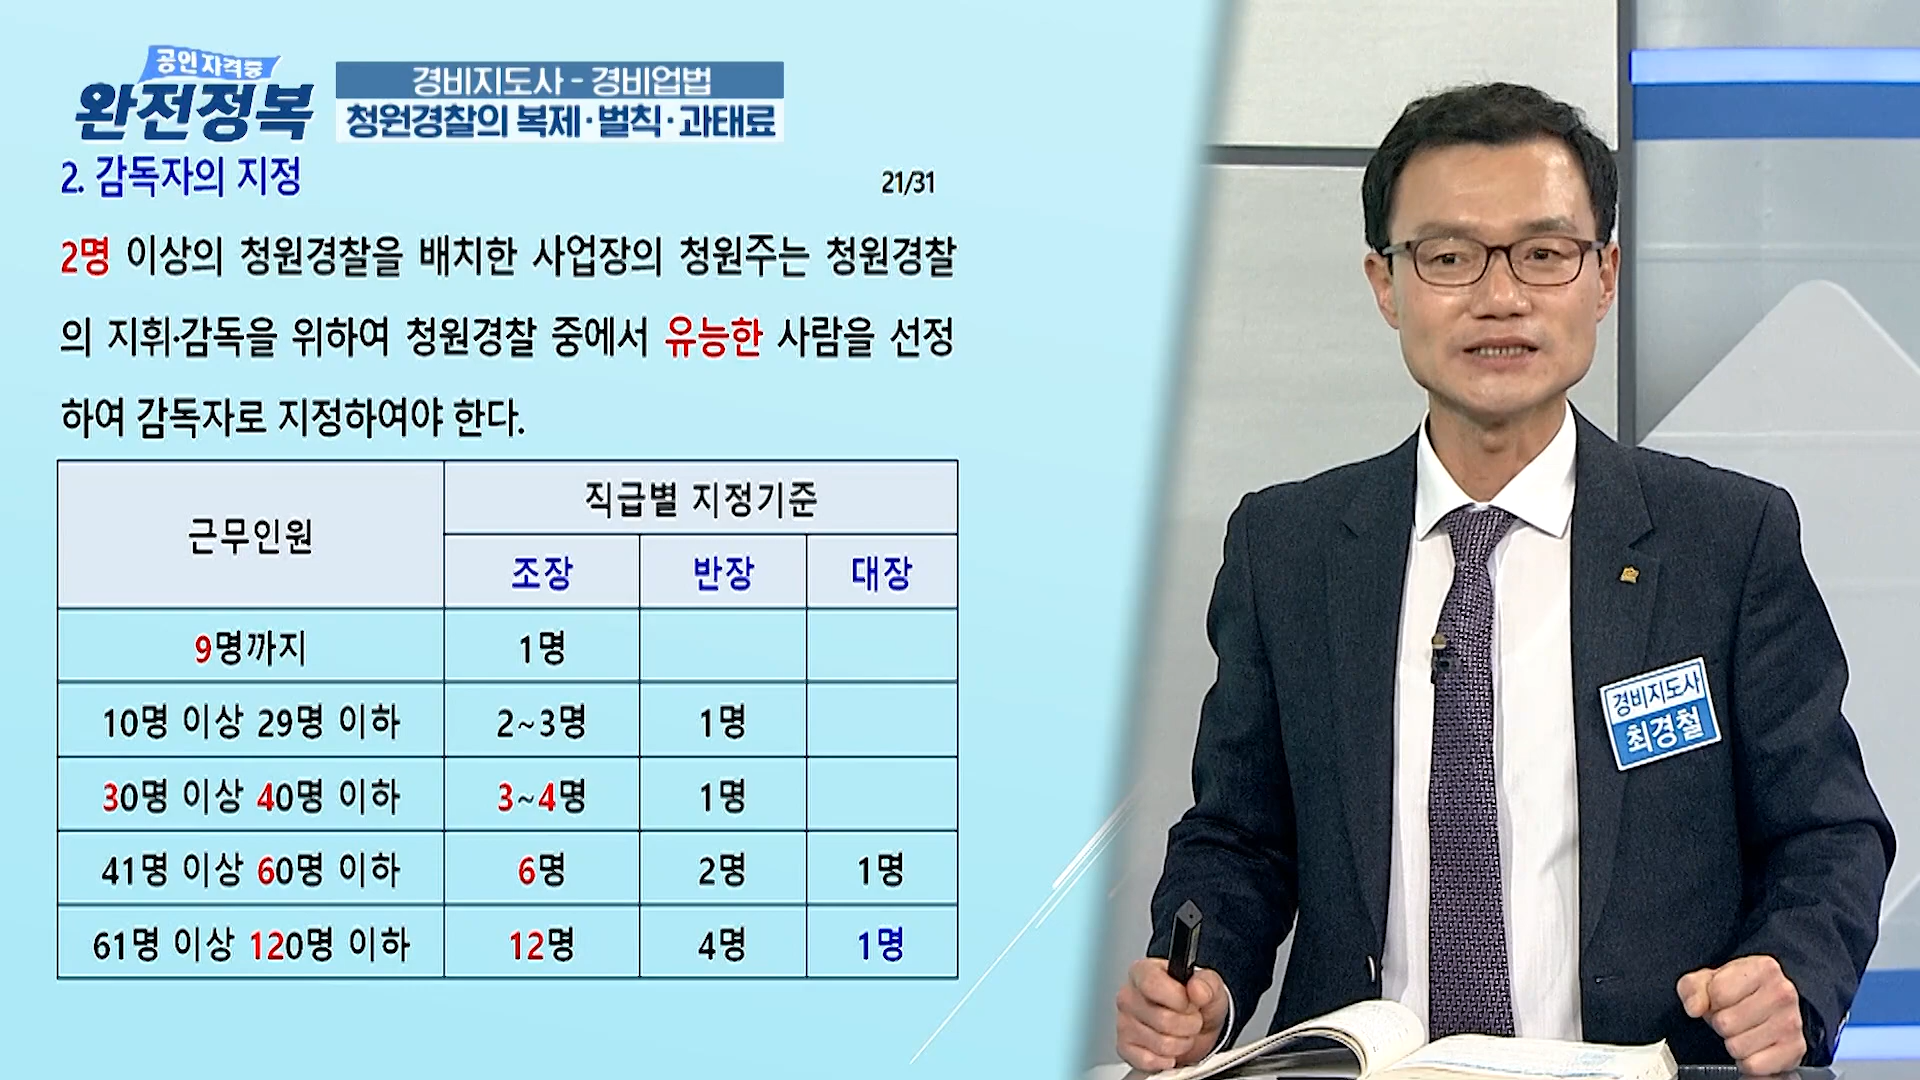 공인자격증
완전정복
경비지도사 - 경비업법
청원경찰의 복제·벌칙·과태료
2. 감독자의 지정
21/31
2명 이상의 청원경찰을 배치한 사업장의 청원주는 청원경찰
의 지휘·감독을 위하여 청원경찰 중에서 유능한 사람을 선정
하여 감독자로 지정하여야 한다.
근무인원 직급별 지정기준
조장 반장 대장
9명까지 1명
10명 이상 29명 이하 2~3명 1명
30명 이상 40명 이하 3~4명 1명
41명 이상 60명 이하 6명 2명 1명
61명 이상 120명 이하 12명 4명 1명
경비지도사
최경철